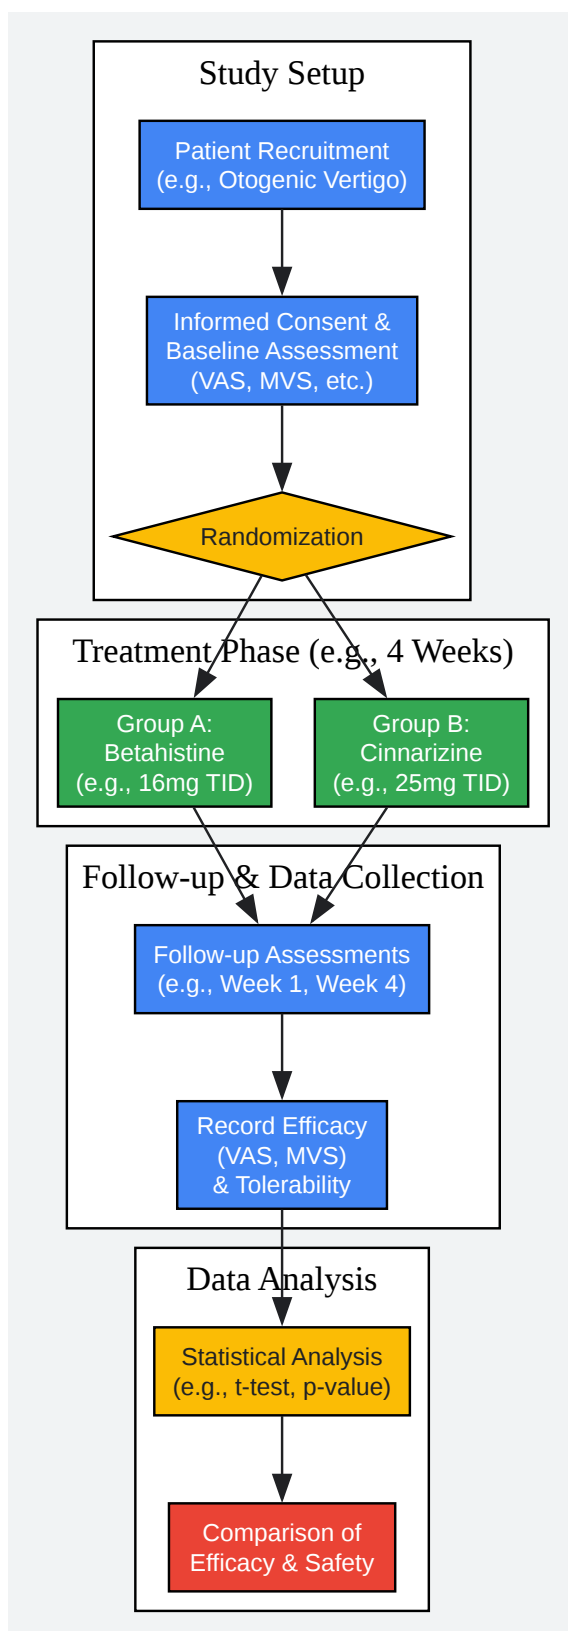 Study Setup
Patient Recruitment
(e.g., Otogenic Vertigo)
Informed Consent &
Baseline Assessment
(VAS, MVS, etc.)
Randomization
Treatment Phase (e.g., 4 Weeks)
Group A:
Betahistine
(e.g., 16mg TID)
Group B:
Cinnarizine
(e.g., 25mg TID)
Follow-up & Data Collection
Follow-up Assessments
(e.g., Week 1, Week 4)
Record Efficacy
(VAS, MVS)
& Tolerability
Data Analysis
Statistical Analysis
(e.g., t-test, p-value)
Comparison of
Efficacy & Safety